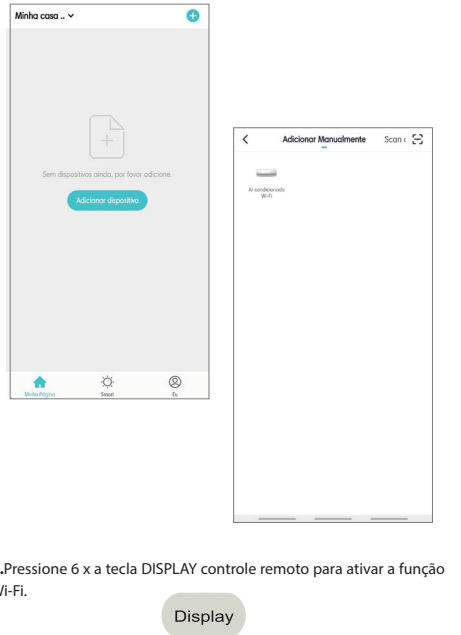 Minha casa ..
Sem dispositivos ainda, por favor adicione.
Adicionar dispositivo
Minha Página
Smart
Eu
Adicionar Manualmente
Scan
Ar condicionado
Wi-Fi
.Pressione 6 x a tecla DISPLAY controle remoto para ativar a função
Wi-Fi.
Display